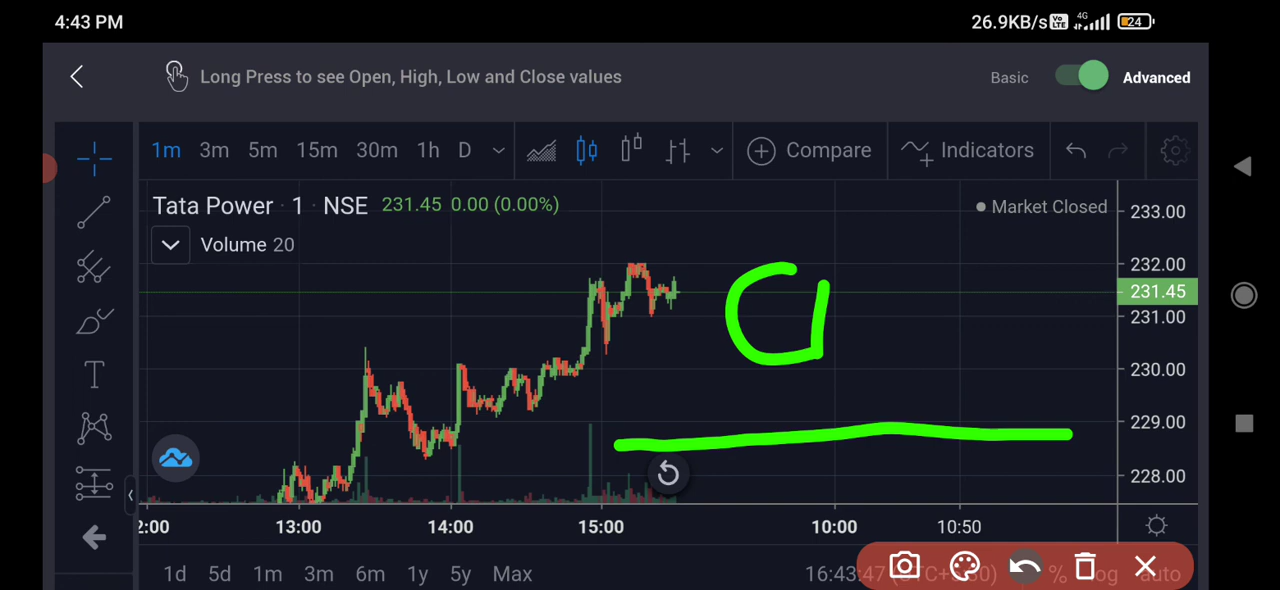 4:43 PM 26.9KB/s Vo LTE 4G 24
Long Press to see Open, High, Low and Close values Basic Advanced
1m 3m 5m 15m 30m 1h D Compare Indicators
Tata Power · 1 · NSE 231.45 0.00 (0.00%) Market Closed 233.00
Volume 20
232.00
231.45
231.00
230.00
229.00
228.00
2:00 13:00 14:00 15:00 10:00 10:50
1d 5d 1m 3m 6m 1y 5y Max 16:43:47 % auto